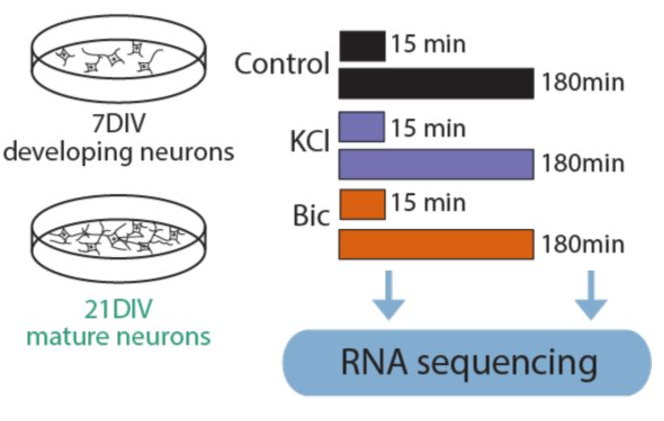 7DIV
developing neurons
21DIV
mature neurons
Control
15 min
180min
KCl
15 min
180min
Bic
15 min
180min
RNA sequencing